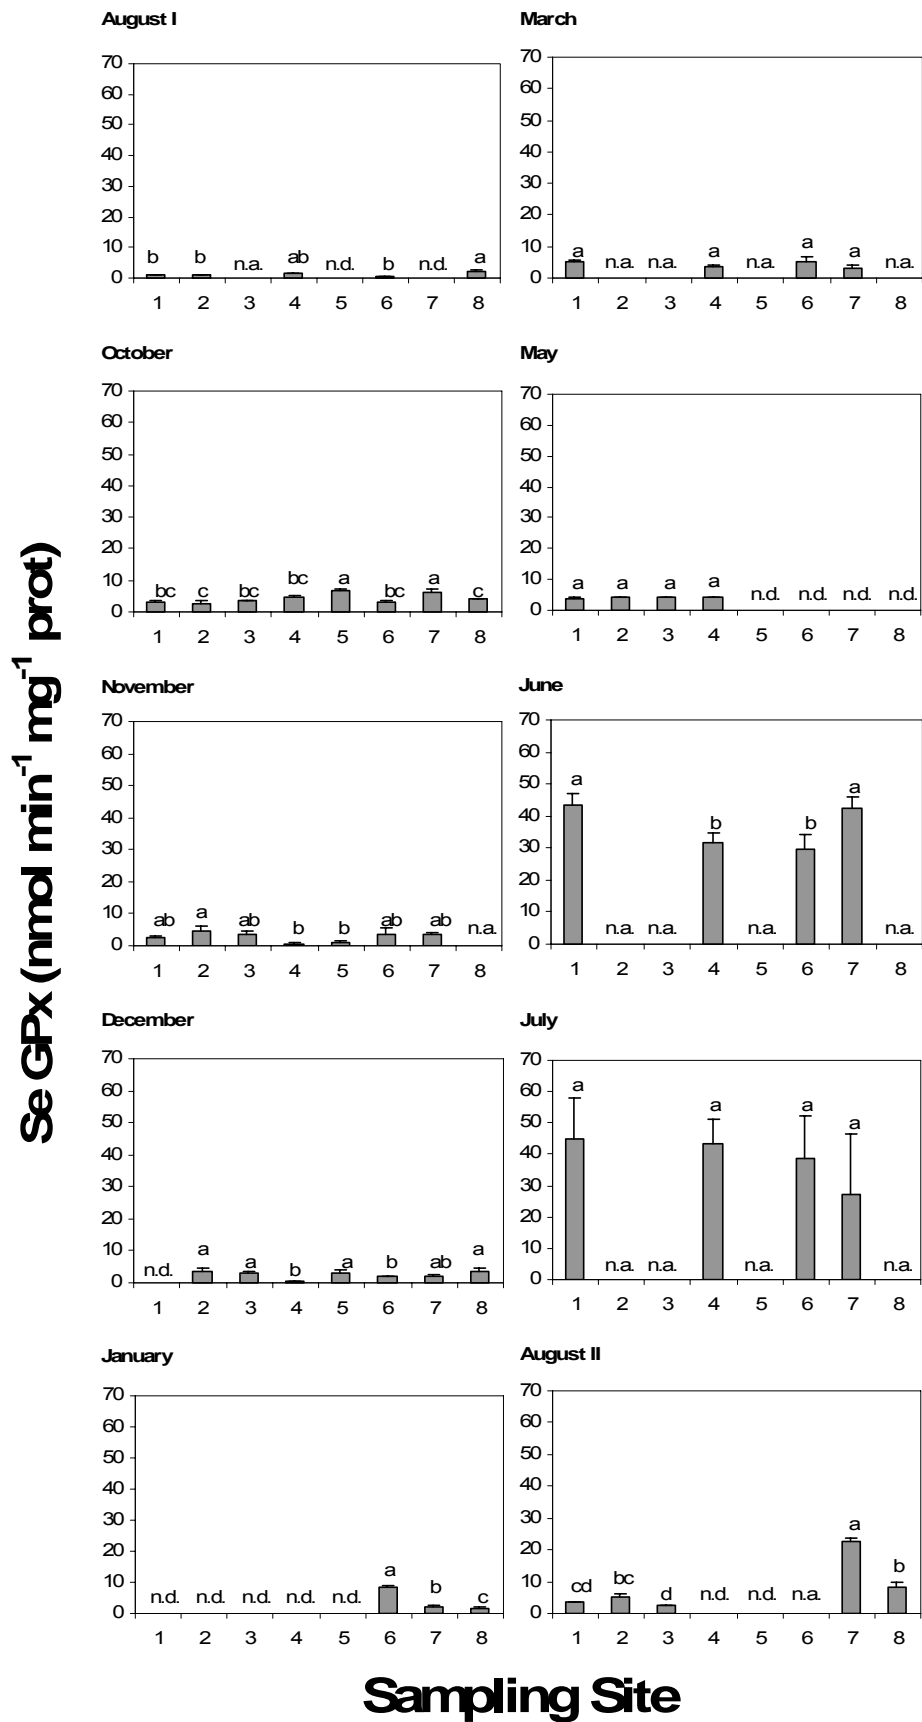 Se GPx (nmol min⁻¹ mg⁻¹ prot)
August I
70
60
50
40
30
20
10
0
b b n.a. ab n.d. b n.d. a
1 2 3 4 5 6 7 8
March
70
60
50
40
30
20
10
0
a n.a. n.a. a n.a. a a n.a.
1 2 3 4 5 6 7 8
October
70
60
50
40
30
20
10
0
bc c bc bc a bc a c
1 2 3 4 5 6 7 8
May
70
60
50
40
30
20
10
0
a a a a n.d. n.d. n.d. n.d.
1 2 3 4 5 6 7 8
November
70
60
50
40
30
20
10
0
ab a ab b b ab ab n.a.
1 2 3 4 5 6 7 8
June
70
60
50
40
30
20
10
0
a n.a. n.a. b n.a. b a n.a.
1 2 3 4 5 6 7 8
December
70
60
50
40
30
20
10
0
n.d. a a b a b ab a
1 2 3 4 5 6 7 8
July
70
60
50
40
30
20
10
0
a n.a. n.a. a n.a. a a n.a.
1 2 3 4 5 6 7 8
January
70
60
50
40
30
20
10
0
n.d. n.d. n.d. n.d. n.d. a b c
1 2 3 4 5 6 7 8
August II
70
60
50
40
30
20
10
0
cd bc d n.d. n.d. n.a. a b
1 2 3 4 5 6 7 8
Sampling Site